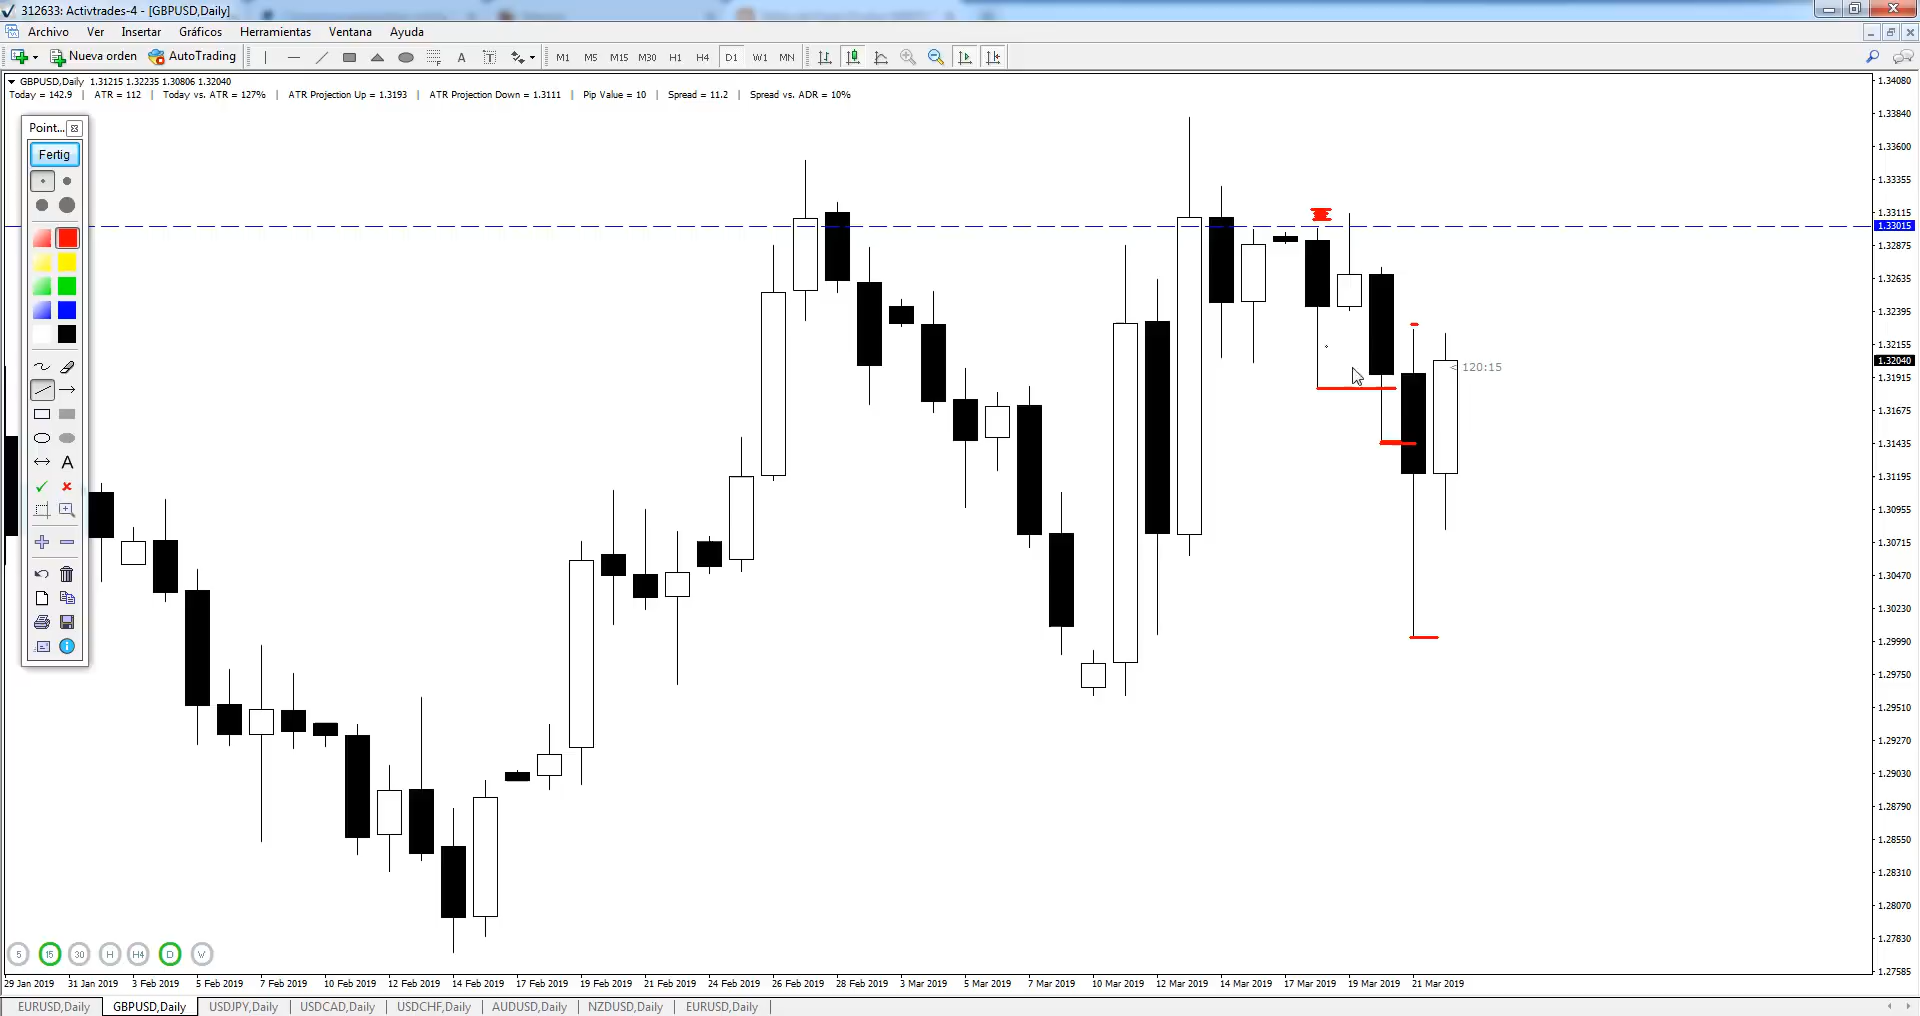 312633: Activtrades-4 - [GBPUSD,Daily]
Archivo Ver Insertar Gráficos Herramientas Ventana Ayuda
Nueva orden AutoTrading A T M1 M5 M15 M30 H1 H4 D1 W1 MN
GBPUSD,Daily 1.31215 1.32235 1.30806 1.32040
Today = 142.9 | ATR = 112 | Today vs. ATR = 127% | ATR Projection Up = 1.3193 | ATR Projection Down = 1.3111 | Pip Value = 10 | Spread = 11.2 | Spread vs. ADR = 10%
Point...
Fertig
A
< 120:15
1.34080
1.33840
1.33600
1.33355
1.33115
1.33015
1.32875
1.32635
1.32395
1.32155
1.32040
1.31915
1.31675
1.31435
1.31195
1.30955
1.30715
1.30470
1.30230
1.29990
1.29750
1.29510
1.29270
1.29030
1.28790
1.28550
1.28310
1.28070
1.27830
1.27585
5 15 30 H H4 D W
29 Jan 2019 31 Jan 2019 3 Feb 2019 5 Feb 2019 7 Feb 2019 10 Feb 2019 12 Feb 2019 14 Feb 2019 17 Feb 2019 19 Feb 2019 21 Feb 2019 24 Feb 2019 26 Feb 2019 28 Feb 2019 3 Mar 2019 5 Mar 2019 7 Mar 2019 10 Mar 2019 12 Mar 2019 14 Mar 2019 17 Mar 2019 19 Mar 2019 21 Mar 2019
EURUSD,Daily GBPUSD,Daily USDJPY,Daily USDCAD,Daily USDCHF,Daily AUDUSD,Daily NZDUSD,Daily EURUSD,Daily